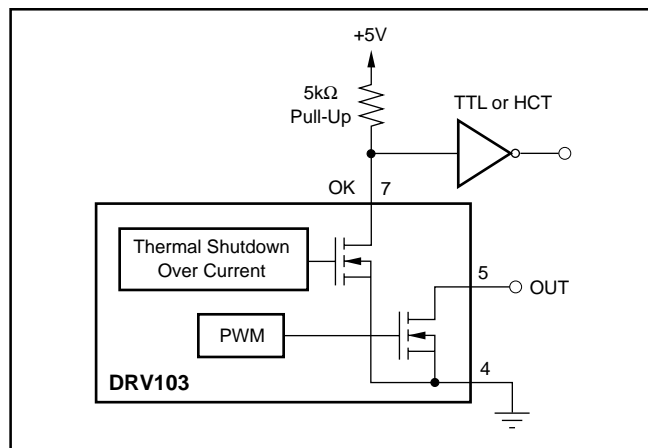 +5V
5kΩ
Pull-Up
TTL or HCT
OK
7
Thermal Shutdown
Over Current
5
OUT
PWM
4
DRV103